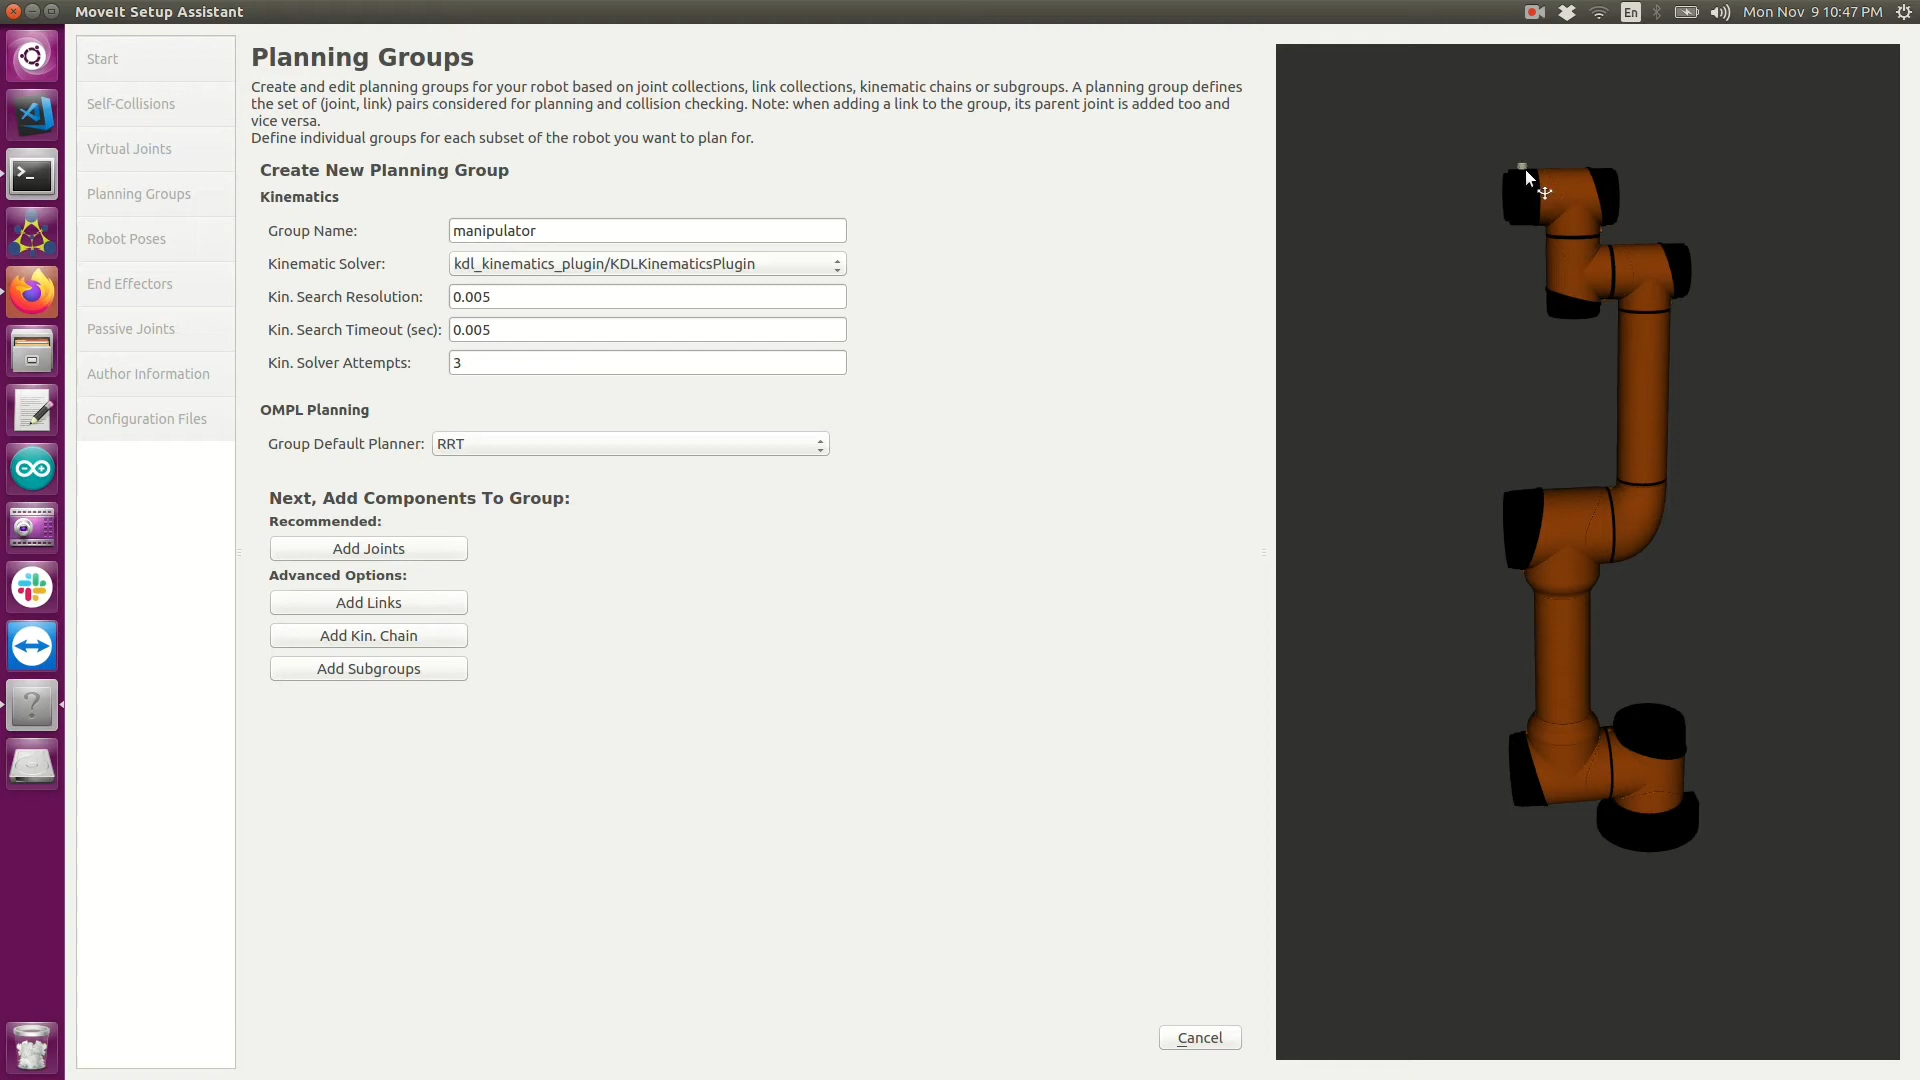 MoveIt Setup Assistant
En
Mon Nov 9 10:47 PM
Start
Self-Collisions
Virtual Joints
Planning Groups
Robot Poses
End Effectors
Passive Joints
Author Information
Configuration Files
Planning Groups
Create and edit planning groups for your robot based on joint collections, link collections, kinematic chains or subgroups. A planning group defines
the set of (joint, link) pairs considered for planning and collision checking. Note: when adding a link to the group, its parent joint is added too and
vice versa.
Define individual groups for each subset of the robot you want to plan for.
Create New Planning Group
Kinematics
Group Name: manipulator
Kinematic Solver: kdl_kinematics_plugin/KDLKinematicsPlugin
Kin. Search Resolution: 0.005
Kin. Search Timeout (sec): 0.005
Kin. Solver Attempts: 3
OMPL Planning
Group Default Planner: RRT
Next, Add Components To Group:
Recommended:
Add Joints
Advanced Options:
Add Links
Add Kin. Chain
Add Subgroups
Cancel